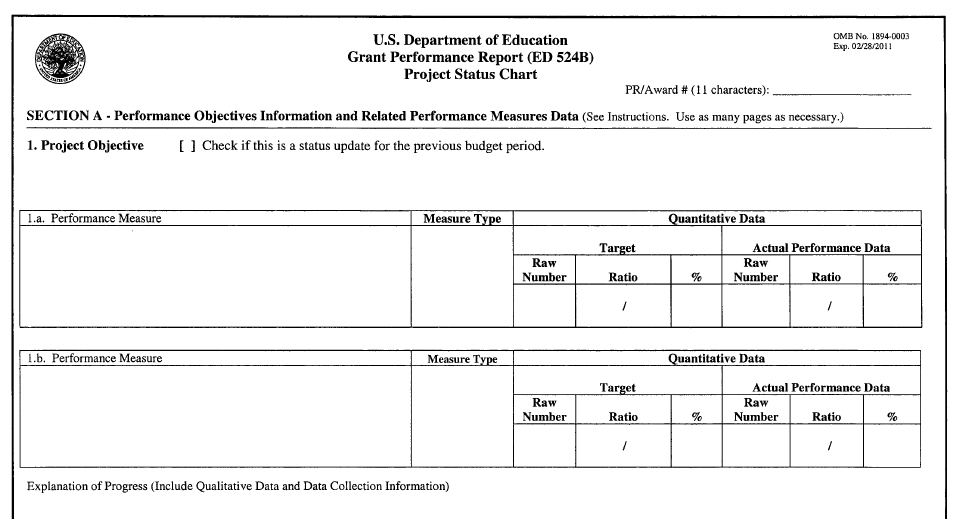 U.S. Department of Education
Grant Performance Report (ED 524B)
Project Status Chart
OMB No. 1894-0003
Exp. 02/28/2011
PR/Award # (11 characters): ____________________
SECTION A - Performance Objectives Information and Related Performance Measures Data (See Instructions. Use as many pages as necessary.)
1. Project Objective [ ] Check if this is a status update for the previous budget period.
1.a. Performance Measure Measure Type Quantitative Data
Target Actual Performance Data
Raw Number Ratio % Raw Number Ratio %
/ /
1.b. Performance Measure Measure Type Quantitative Data
Target Actual Performance Data
Raw Number Ratio % Raw Number Ratio %
/ /
Explanation of Progress (Include Qualitative Data and Data Collection Information)